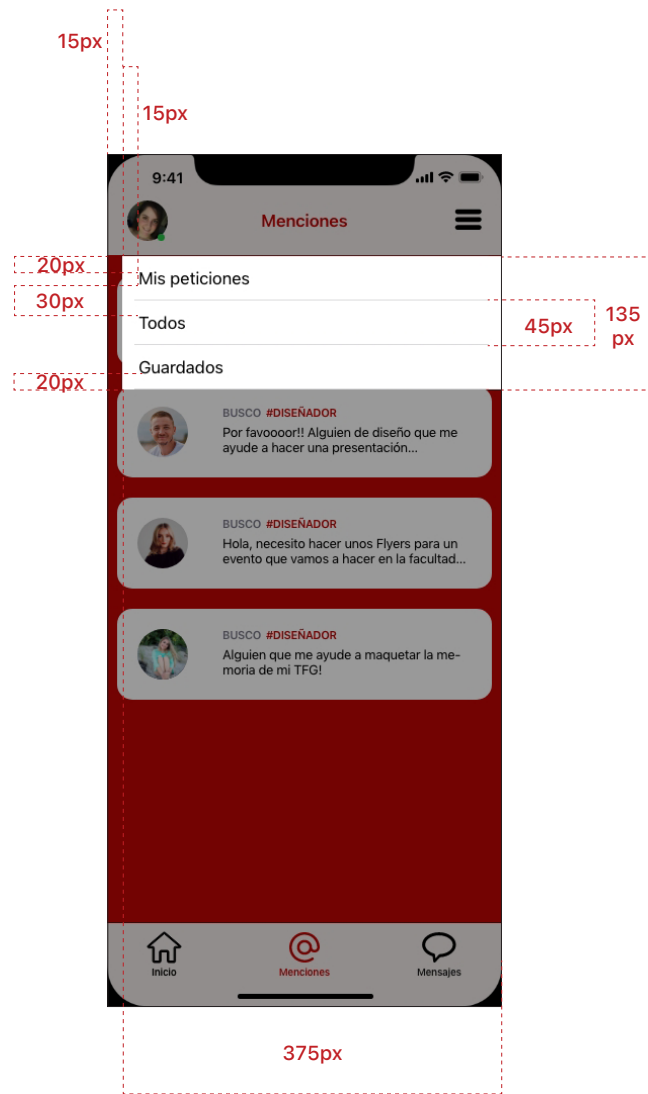 15px
15px
9:41
Menciones
20px
Mis peticiones
30px
Todos
45px
135
px
Guardados
20px
BUSCO #DISEÑADOR
Por favoooor!! Alguien de diseño que me
ayude a hacer una presentación...
BUSCO #DISEÑADOR
Hola, necesito hacer unos Flyers para un
evento que vamos a hacer en la facultad...
BUSCO #DISEÑADOR
Alguien que me ayude a maquetar la me-
moria de mi TFG!
Inicio
Menciones
Mensajes
375px